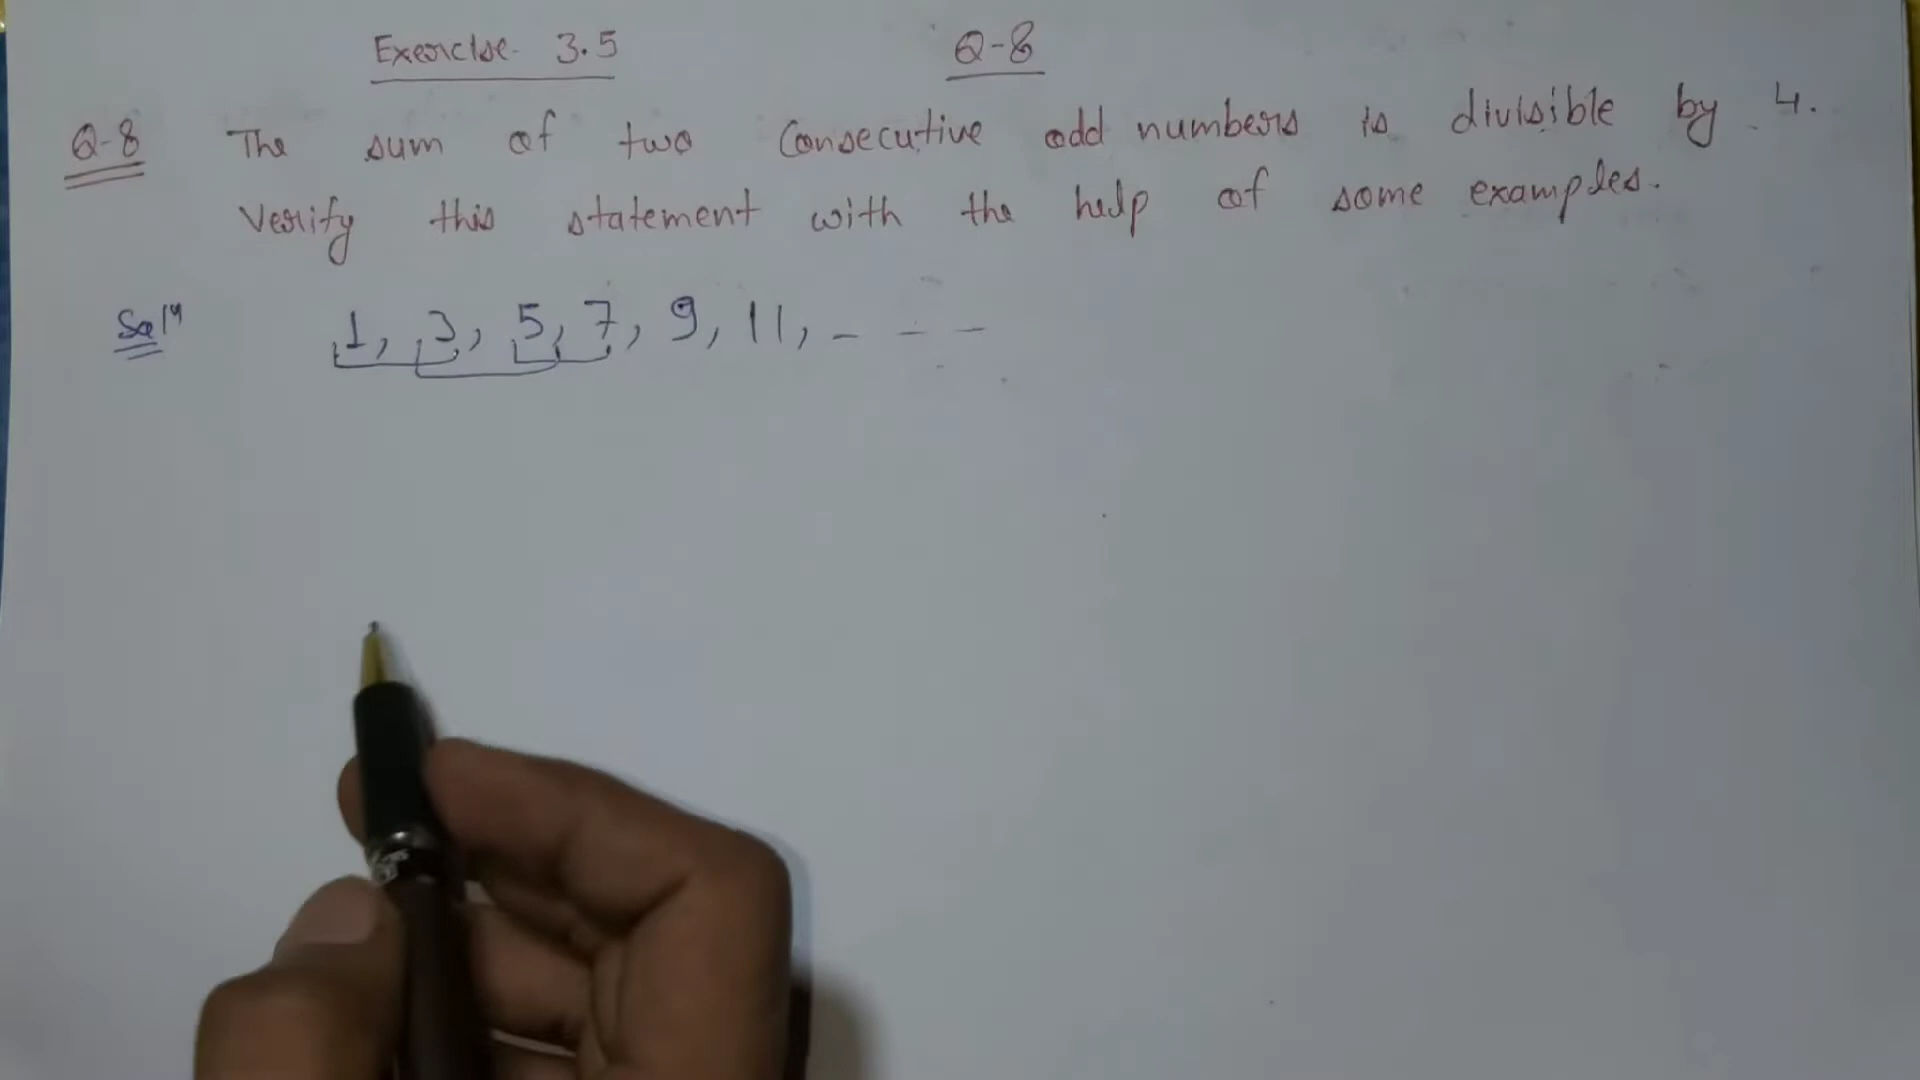 Exercise 3.5 Q-8
Q-8 The sum of two Consecutive odd numbers is divisible by 4.
Verify this statement with the help of some examples.
Solⁿ 1, 3, 5, 7, 9, 11, - - -